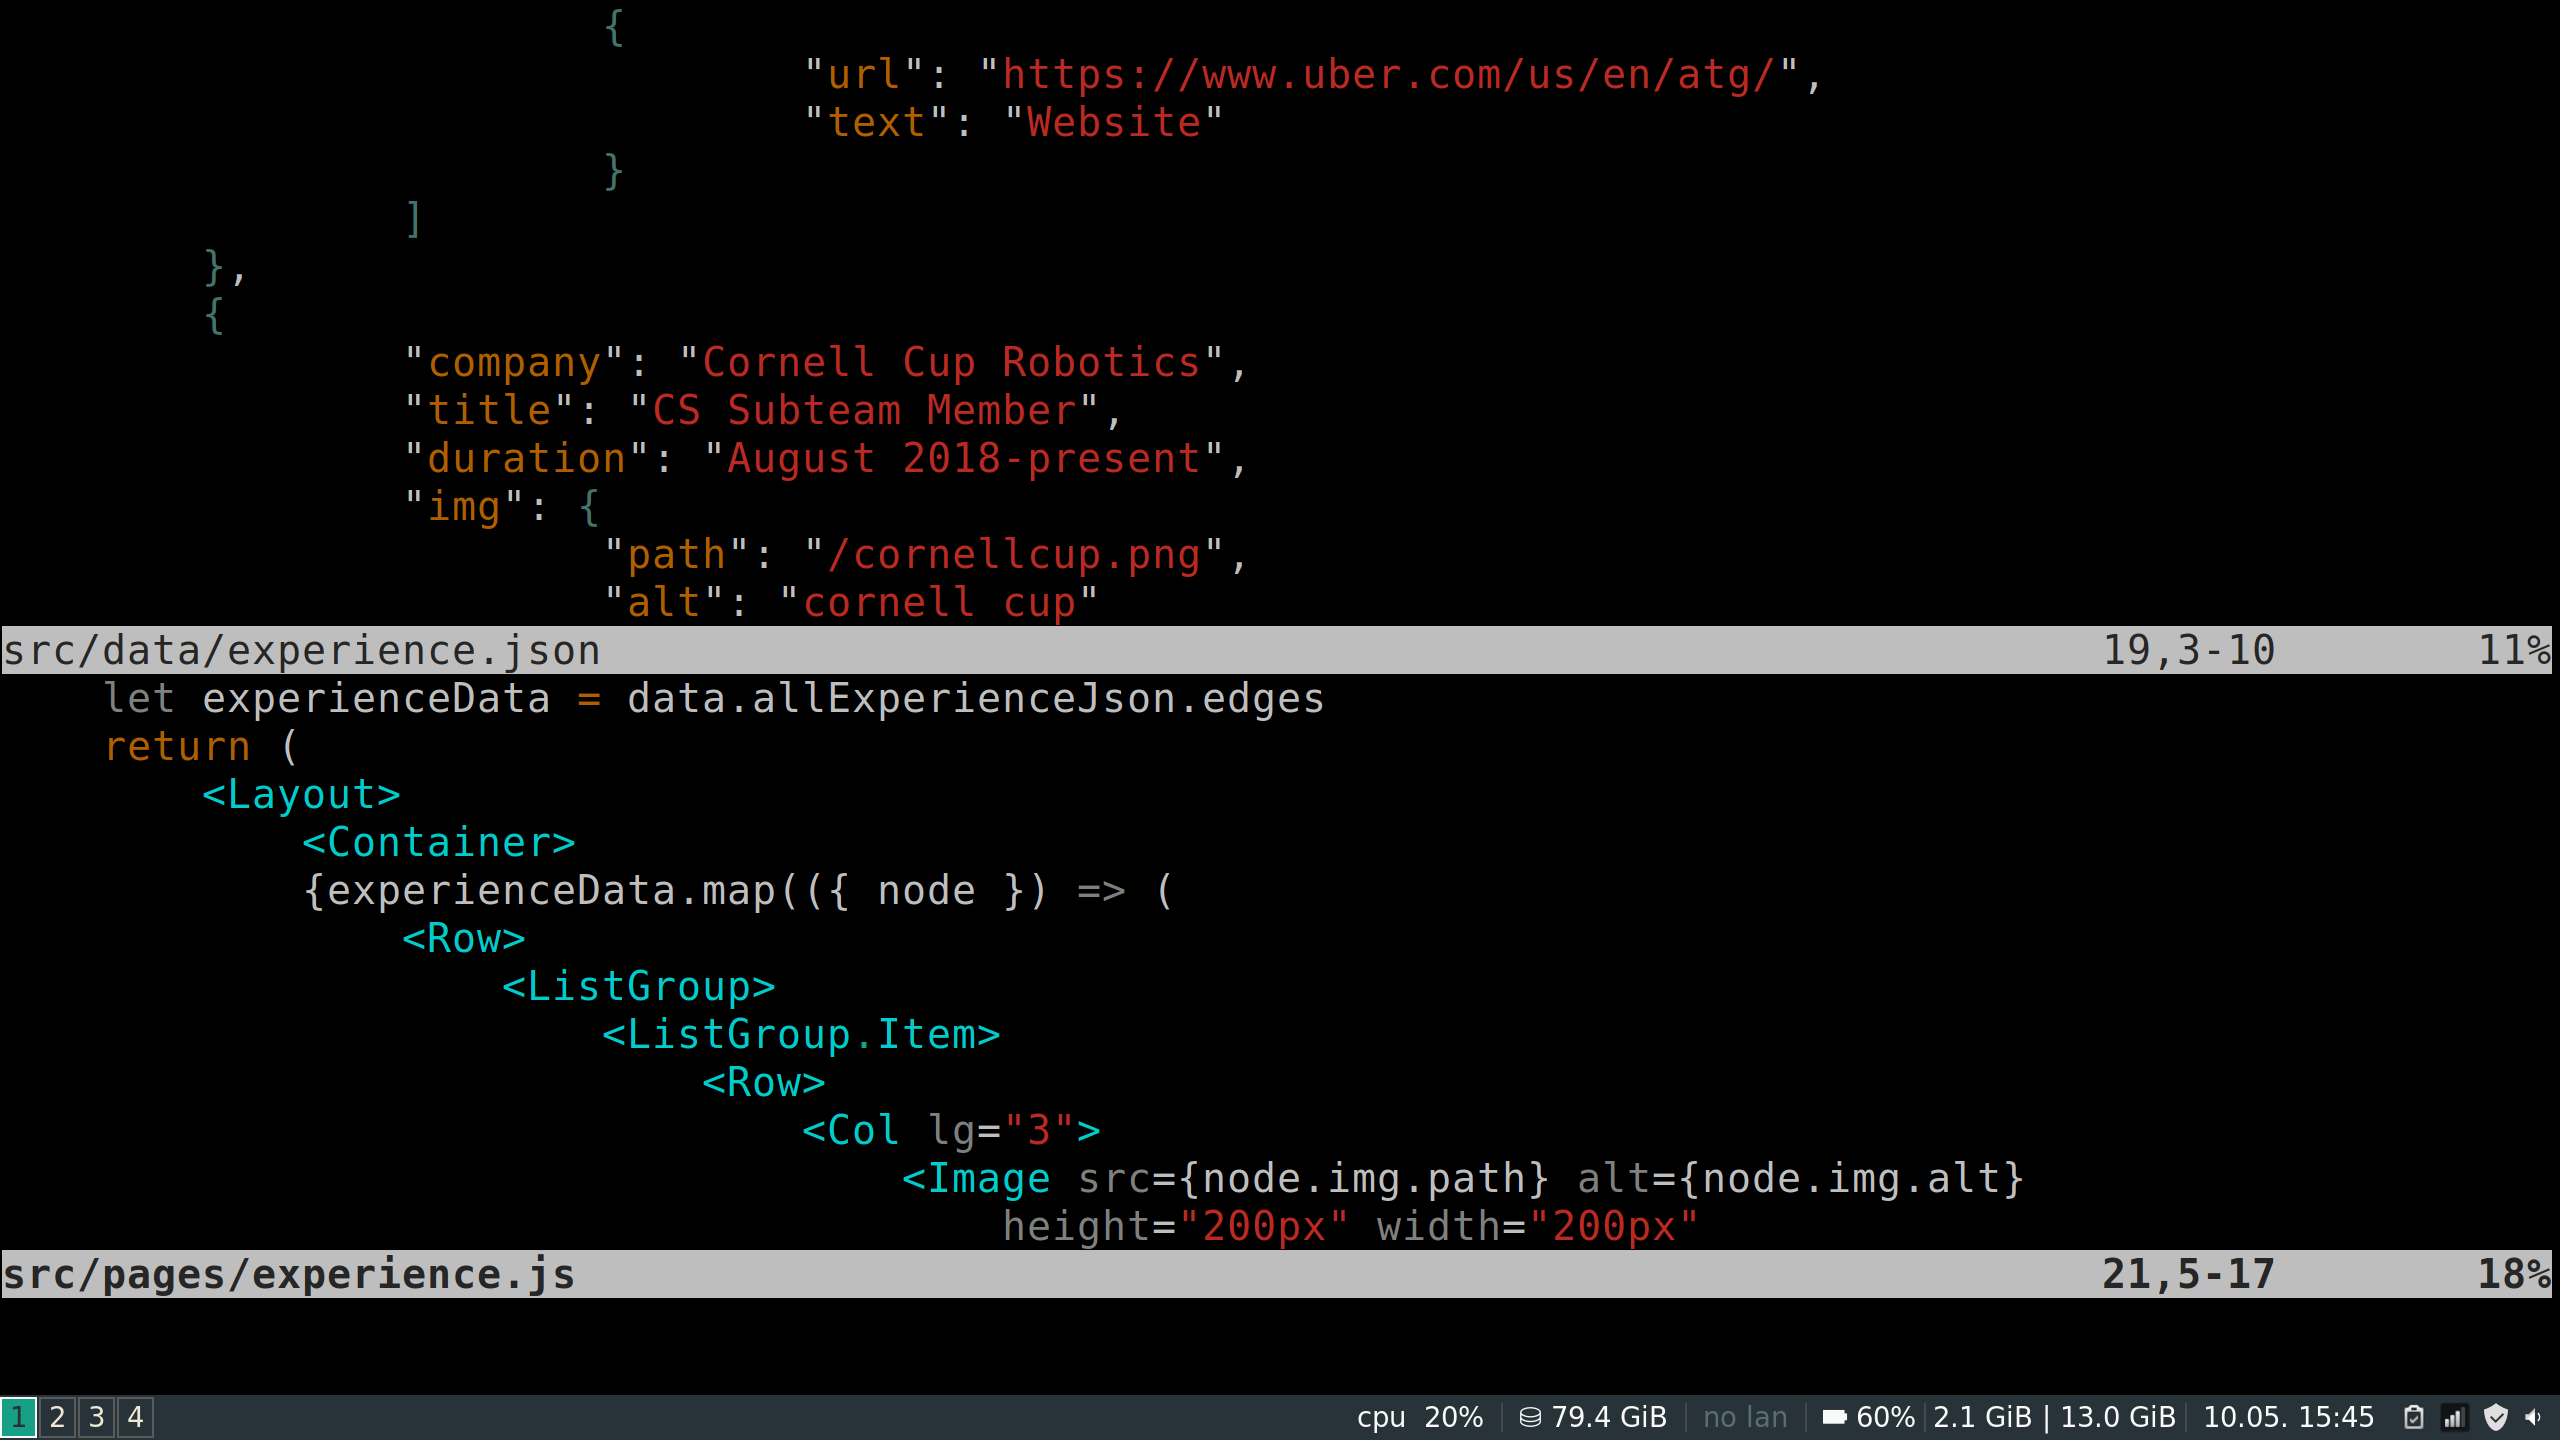 {
"url": "https://www.uber.com/us/en/atg/",
"text": "Website"
}
]
},
{
"company": "Cornell Cup Robotics",
"title": "CS Subteam Member",
"duration": "August 2018-present",
"img": {
"path": "/cornellcup.png",
"alt": "cornell cup"
src/data/experience.json 19,3-10 11%
let experienceData = data.allExperienceJson.edges
return (
<Layout>
<Container>
{experienceData.map(({ node }) => (
<Row>
<ListGroup>
<ListGroup.Item>
<Row>
<Col lg="3">
<Image src={node.img.path} alt={node.img.alt}
height="200px" width="200px"
src/pages/experience.js 21,5-17 18%
1 2 3 4 cpu 20% 79.4 GiB no lan 60% 2.1 GiB | 13.0 GiB 10.05. 15:45